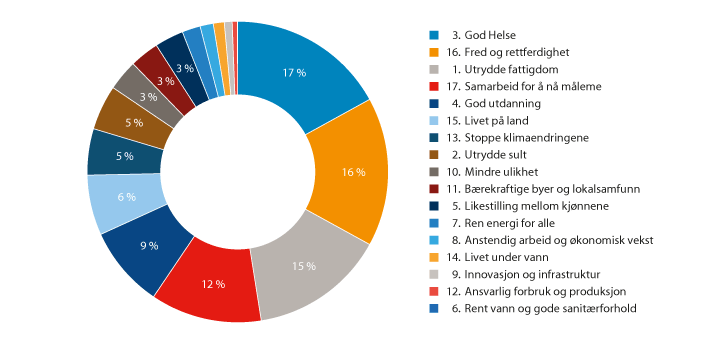 17 %
16 %
15 %
12 %
9 %
6 %
5 %
5 %
3 %
3 %
3 %
3. God Helse
16. Fred og rettferdighet
1. Utrydde fattigdom
17. Samarbeid for å nå måleme
4. God utdanning
15. Livet på land
13. Stoppe klimaendringene
2. Utrydde sult
10. Mindre ulikhet
11. Bærekraftige byer og lokalsamfunn
5. Likestilling mellom kjønnene
7. Ren energi for alle
8. Anstendig arbeid og økonomisk vekst
14. Livet under vann
9. Innovasjon og infrastruktur
12. Ansvarlig forbruk og produksjon
6. Rent vann og gode sanitærforhold